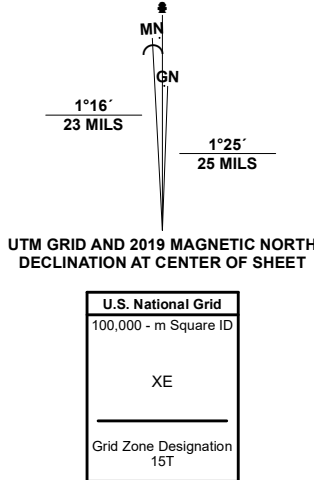 MN
GN
1°16´
23 MILS
1°25´
25 MILS
UTM GRID AND 2019 MAGNETIC NORTH
DECLINATION AT CENTER OF SHEET
U.S. National Grid
100,000 - m Square ID
XE
Grid Zone Designation
15T